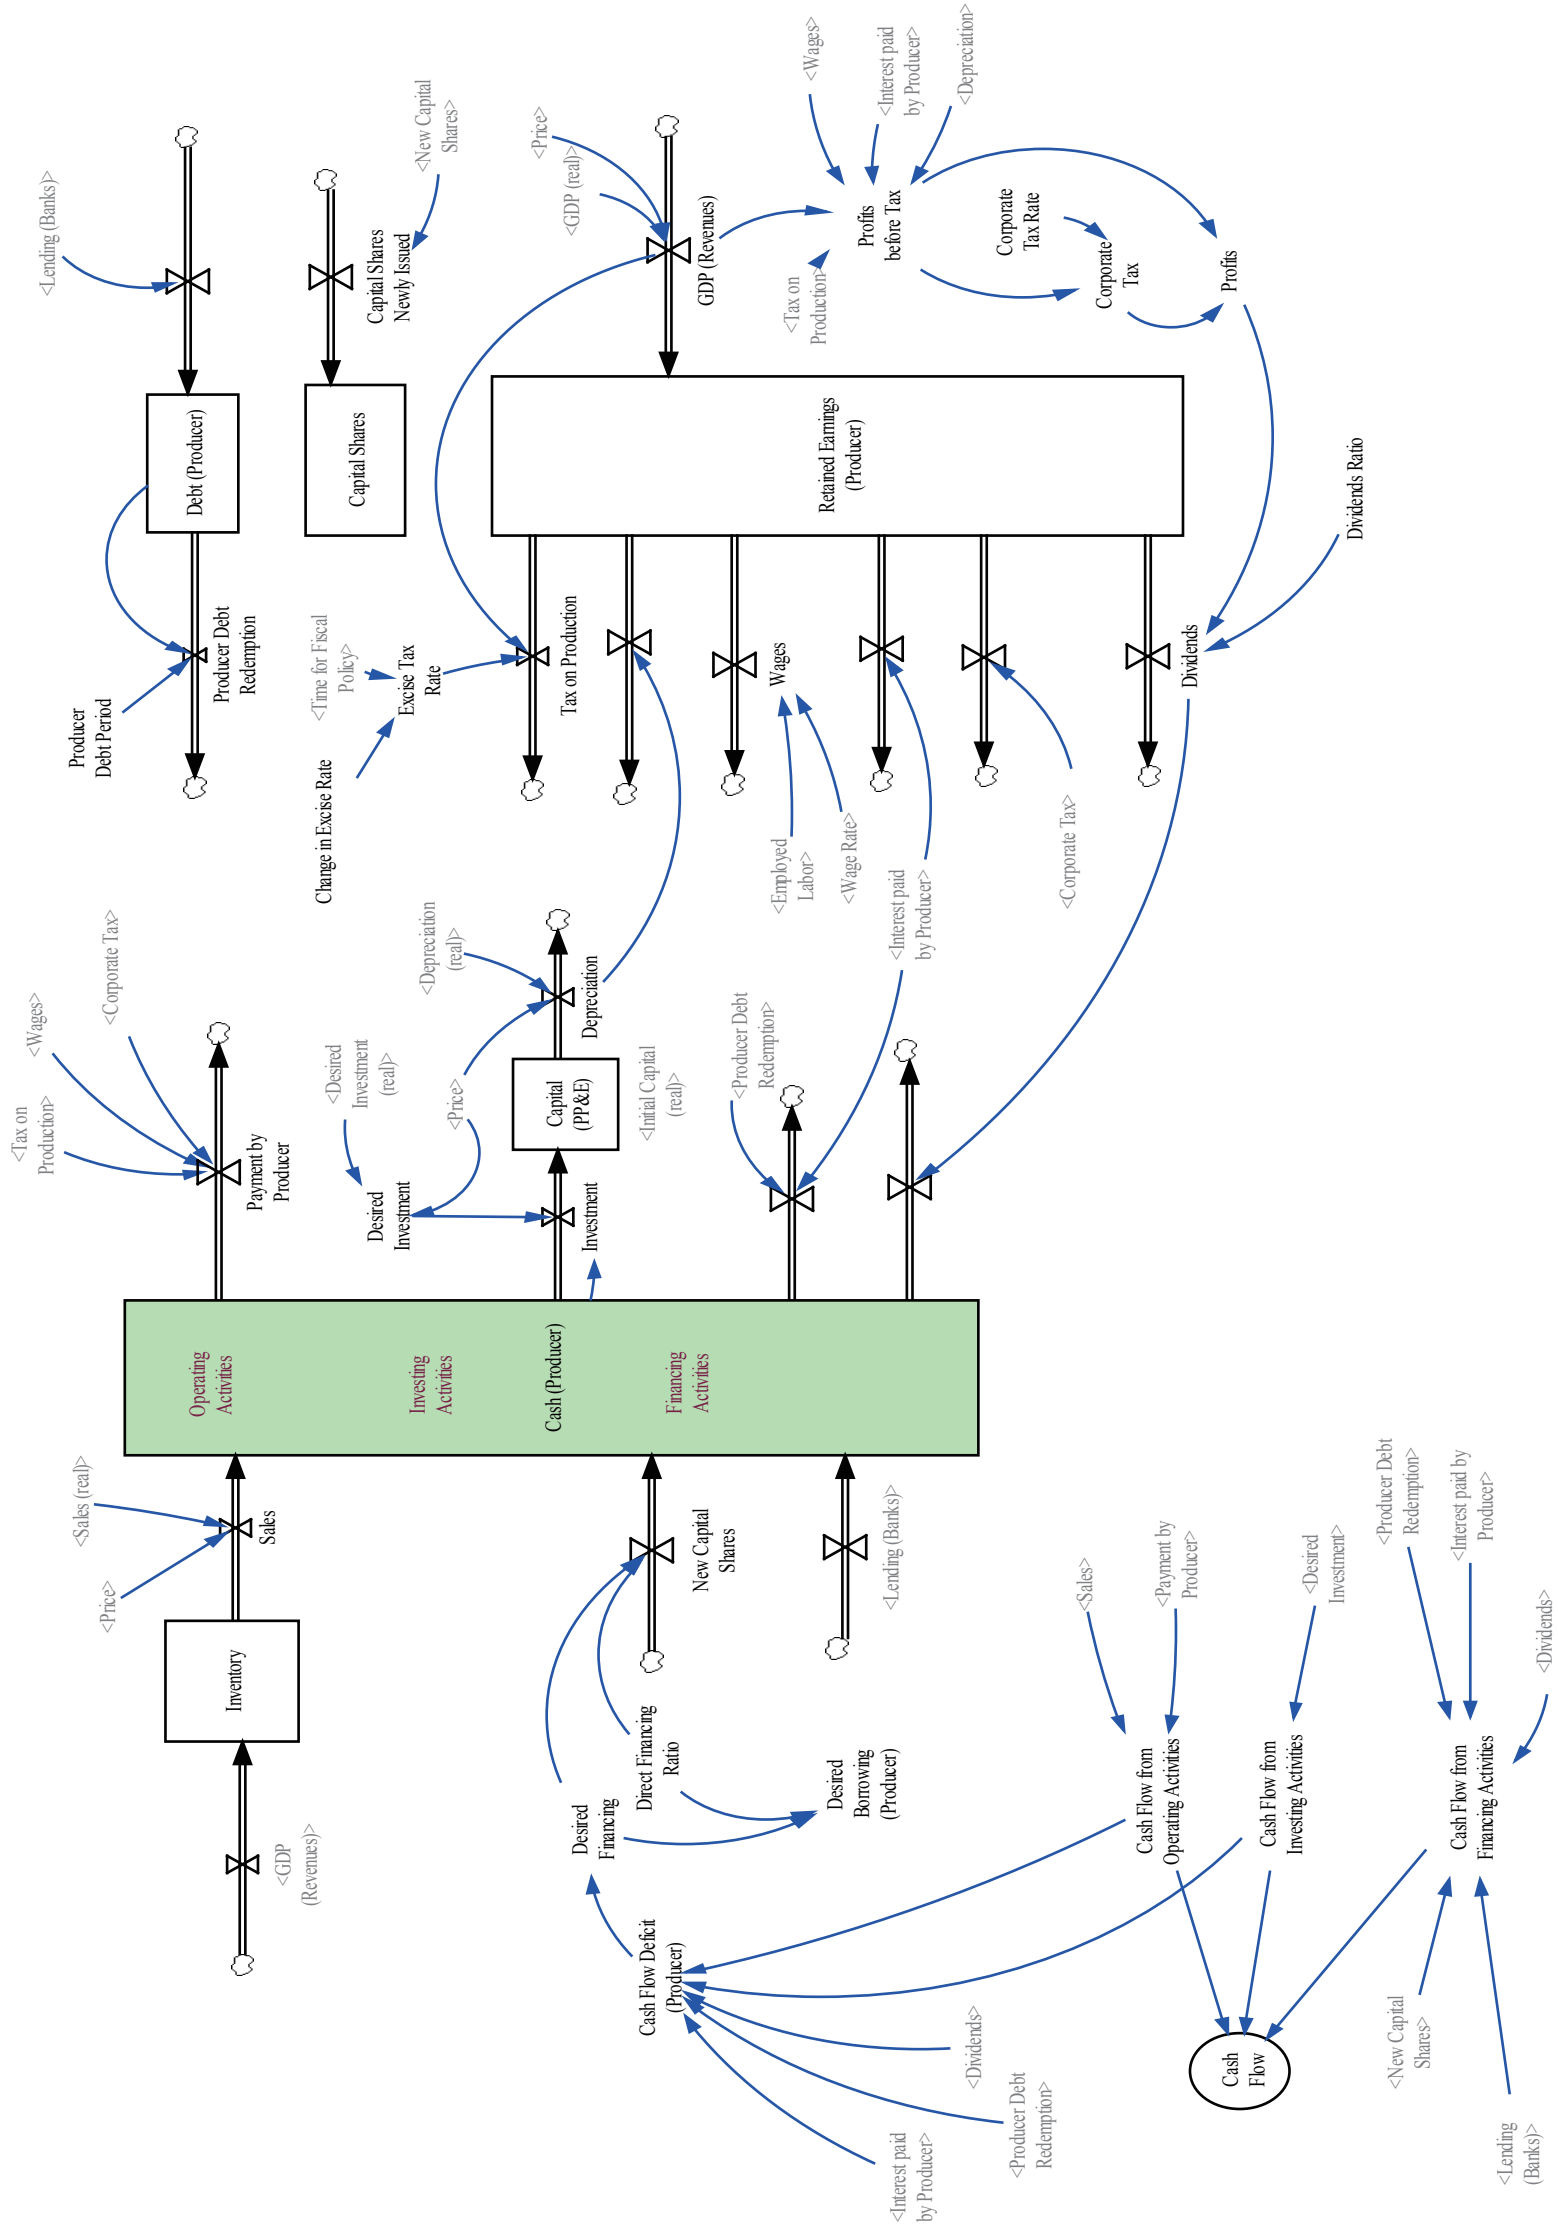 <Tax on
Production>
<Wages>
<Corporate Tax>
<Lending (Banks)>
<Sales (real)>
<Price>
Producer
Debt Period
Debt (Producer)
Producer Debt
Redemption
Operating
Activities
Payment by
Producer
Inventory
Sales
<GDP
(Revenues)>
Change in Excise Rate
<Time for Fiscal
Policy>
Excise Tax
Rate
Capital Shares
Capital Shares
Newly Issued
<New Capital
Shares>
<Desired
Investment
(real)>
Desired
Investment
<Price>
<Depreciation
(real)>
Investing
Activities
Cash (Producer)
Investment
Capital
(PP&E)
Depreciation
<Initial Capital
(real)>
Tax on Production
<Price>
<GDP (real)>
GDP (Revenues)
Desired
Financing
Direct Financing
Ratio
New Capital
Shares
Financing
Activities
Cash Flow Deficit
(Producer)
<Producer Debt
Redemption>
Wages
<Employed
Labor>
<Wage Rate>
Retained Earnings
(Producer)
<Tax on
Production>
<Wages>
<Interest paid
by Producer>
<Depreciation>
Profits
before Tax
Desired
Borrowing
(Producer)
<Lending (Banks)>
<Interest paid
by Producer>
<Interest paid
by Producer>
<Dividends>
<Producer Debt
Redemption>
<Corporate Tax>
Corporate
Tax Rate
Corporate
Tax
<Sales>
<Payment by
Producer>
Cash Flow from
Operating Activities
Dividends
Profits
Cash
Flow
Cash Flow from
Investing Activities
<Desired
Investment>
Dividends Ratio
<New Capital
Shares>
<Producer Debt
Redemption>
Cash Flow from
Financing Activities
<Interest paid by
Producer>
<Lending
(Banks)>
<Dividends>